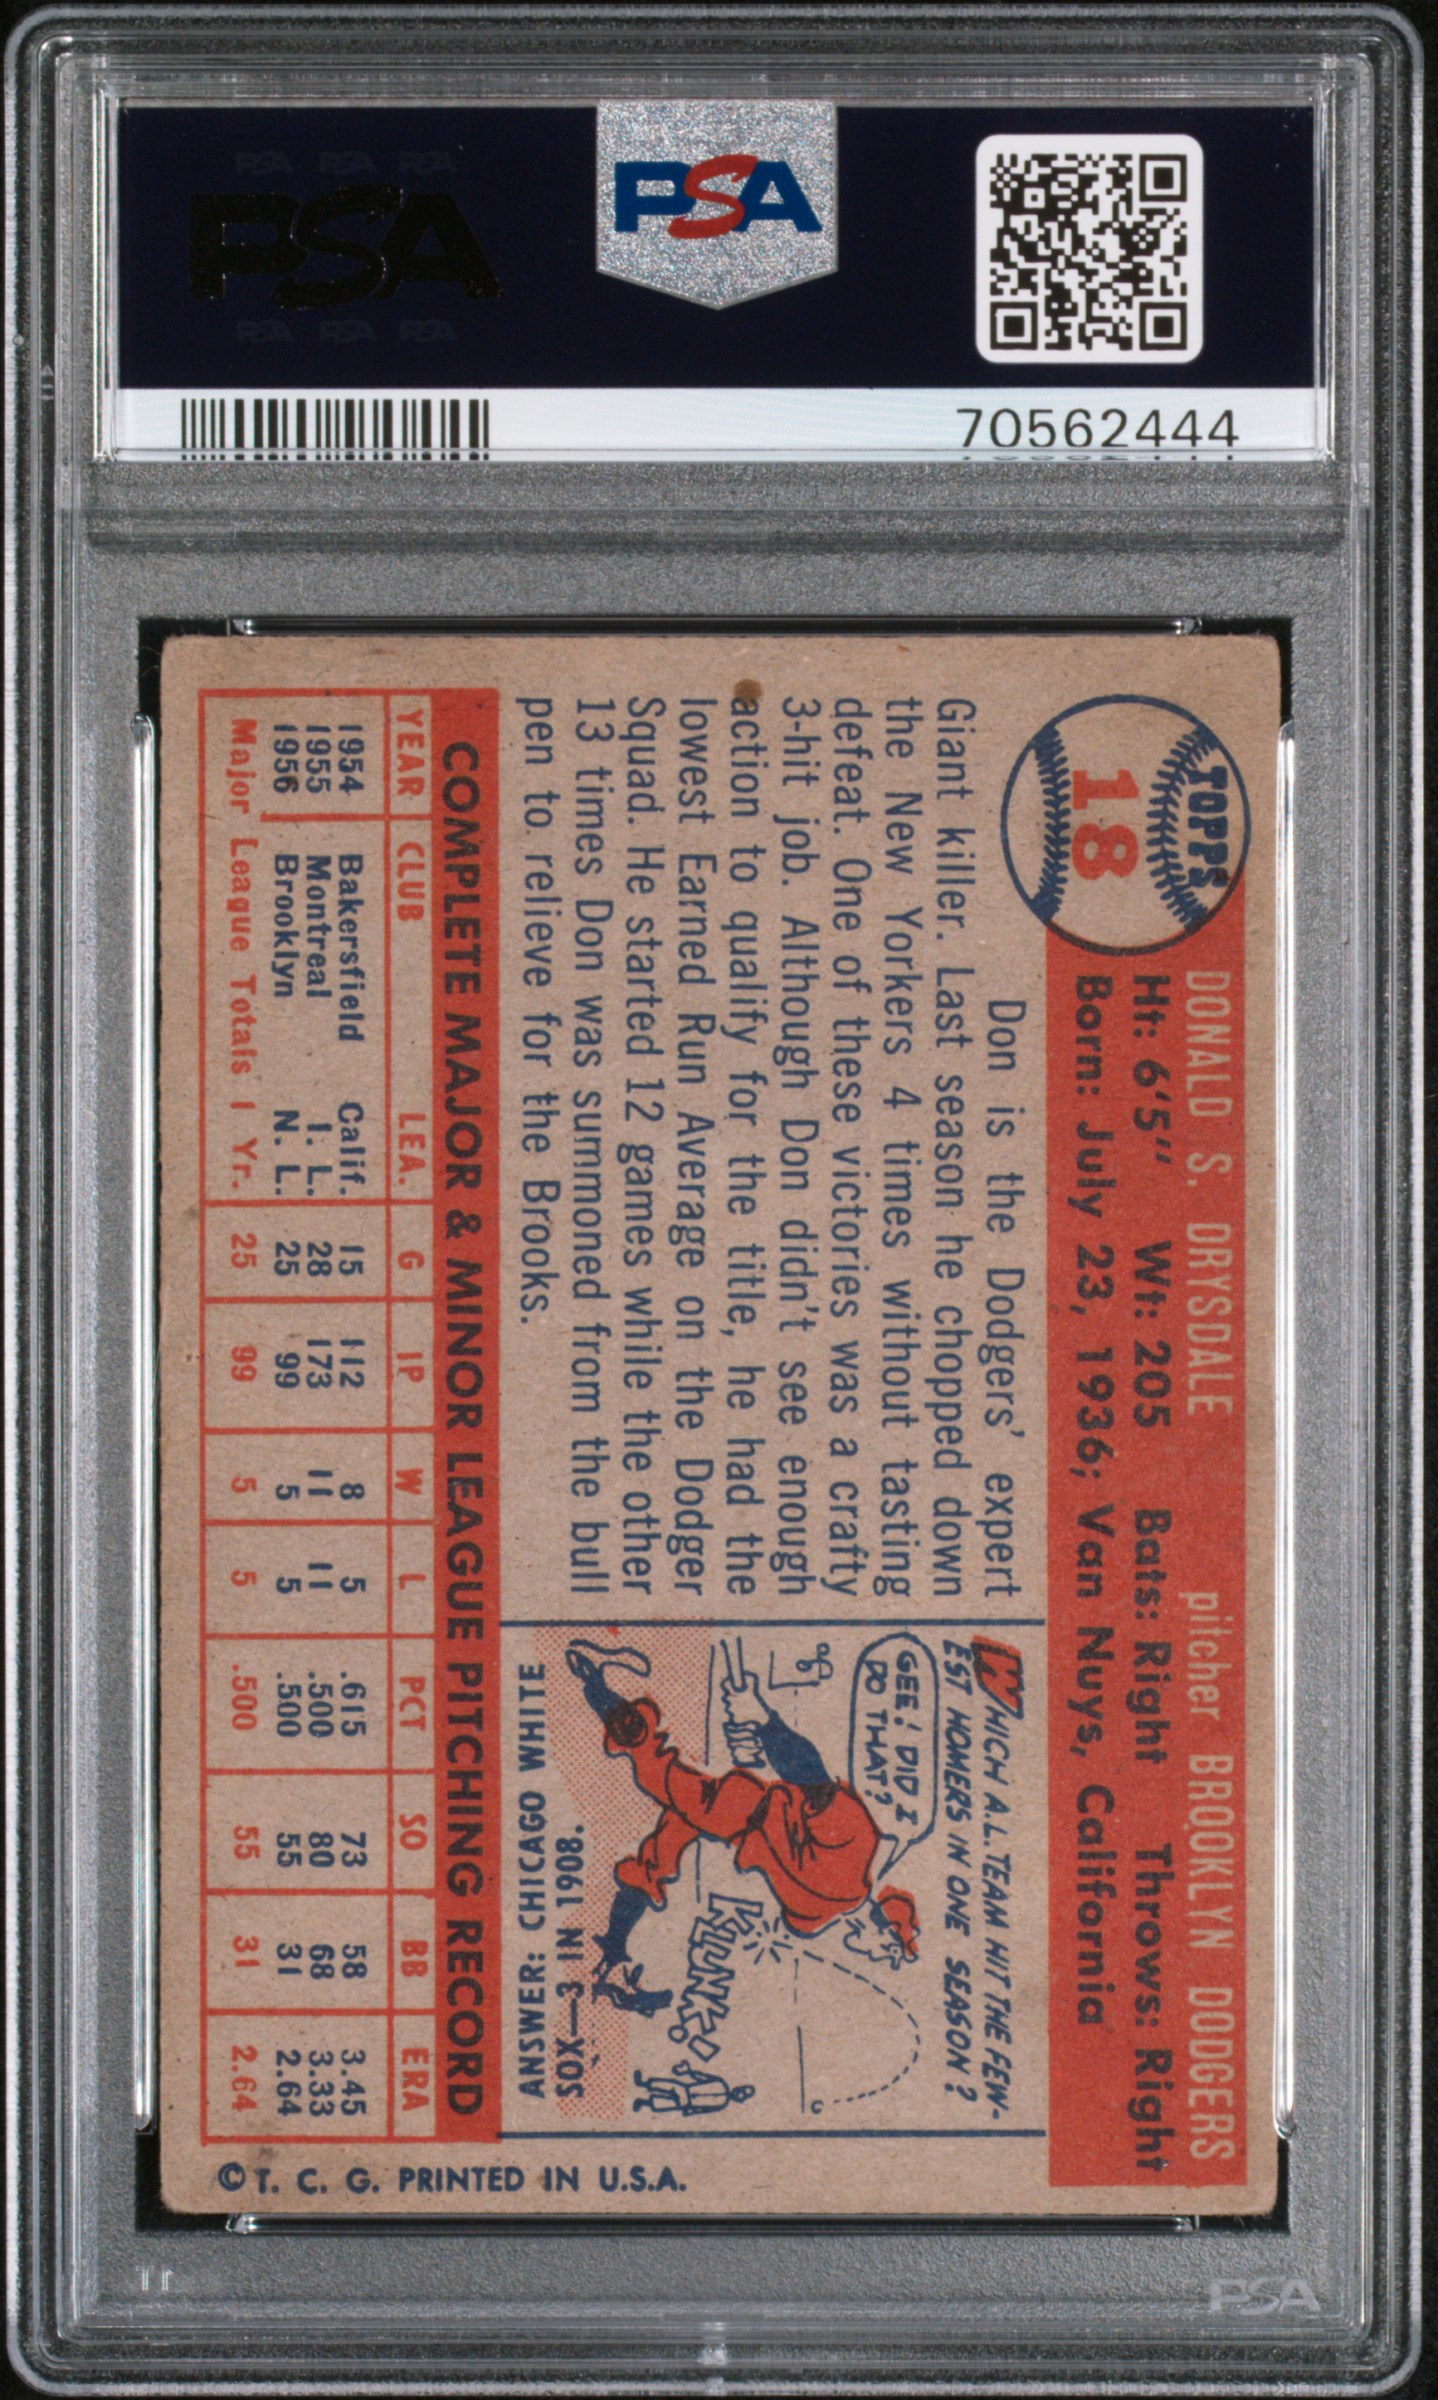 PSA PSA PSA
PSA
PSA PSA PSA
PSA
70562444
TOPPS
18
DONALD S. DRYSDALE pitcher BROOKLYN DODGERS
Ht: 6'5" Wt: 205 Bats: Right Throws: Right
Born: July 23, 1936; Van Nuys, California
Don is the Dodgers' expert
Giant killer. Last season he chopped down
the New Yorkers 4 times without tasting
defeat. One of these victories was a crafty
3-hit job. Although Don didn't see enough
action to qualify for the title, he had the
lowest Earned Run Average on the Dodger
Squad. He started 12 games while the other
13 times Don was summoned from the bull
pen to relieve for the Brooks.
WHICH A.L. TEAM HIT THE FEW-
EST HOMERS IN ONE SEASON?
GEE! DID I
DO THAT?
KLUNK!
ANSWER: CHICAGO WHITE
SOX—3 IN 1908.
COMPLETE MAJOR & MINOR LEAGUE PITCHING RECORD
YEAR CLUB LEA. G IP W L PCT SO BB ERA
1954 Bakersfield Calif. 15 112 8 5 .615 73 58 3.45
1955 Montreal I. L. 28 173 11 11 .500 80 68 3.33
1956 Brooklyn N. L. 25 99 5 5 .500 55 31 2.64
Major League Totals 1 Yr. 25 99 5 5 .500 55 31 2.64
© T. C. G. PRINTED IN U.S.A.
PSA